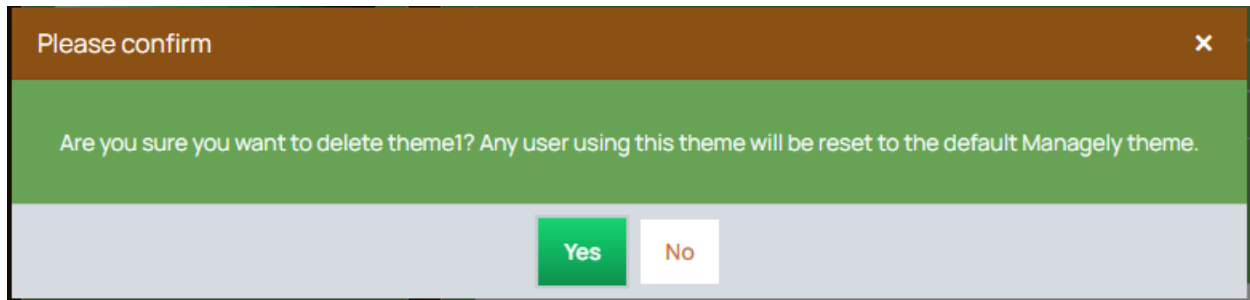 Please confirm
Are you sure you want to delete theme1? Any user using this theme will be reset to the default Managely theme.
Yes
No